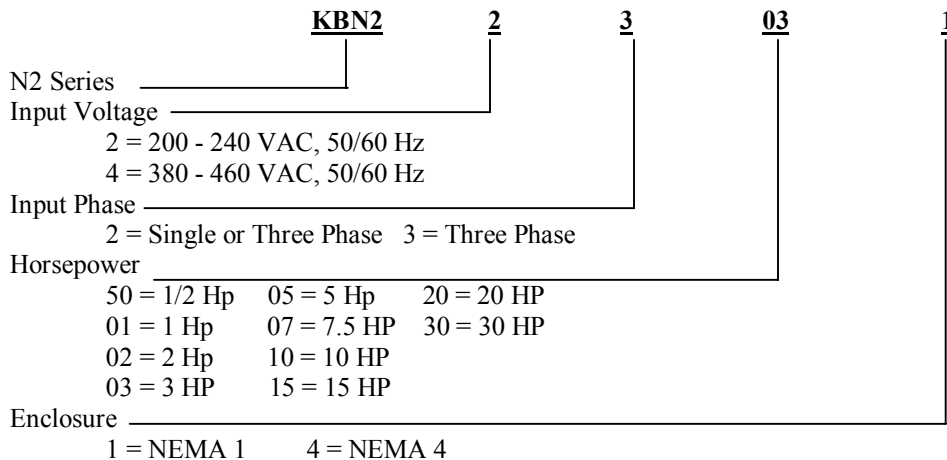 KBN2 2 3 03 1
N2 Series
Input Voltage
2 = 200 - 240 VAC, 50/60 Hz
4 = 380 - 460 VAC, 50/60 Hz
Input Phase
2 = Single or Three Phase 3 = Three Phase
Horsepower
50 = 1/2 Hp 05 = 5 Hp 20 = 20 HP
01 = 1 Hp 07 = 7.5 HP 30 = 30 HP
02 = 2 Hp 10 = 10 HP
03 = 3 HP 15 = 15 HP
Enclosure
1 = NEMA 1 4 = NEMA 4